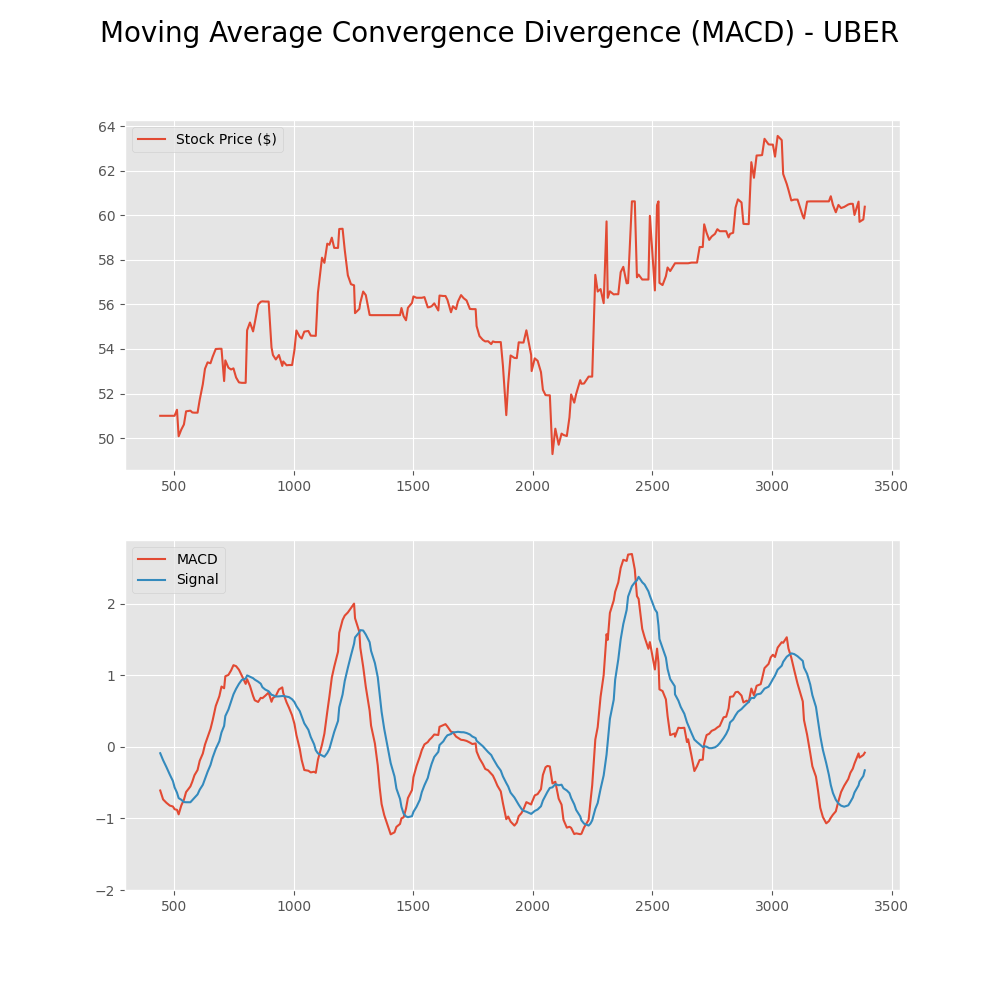 Moving Average Convergence Divergence (MACD) - UBER
Stock Price ($)
64
62
60
58
56
54
52
50
500 1000 1500 2000 2500 3000 3500
MACD
Signal
2
1
0
−1
−2
500 1000 1500 2000 2500 3000 3500